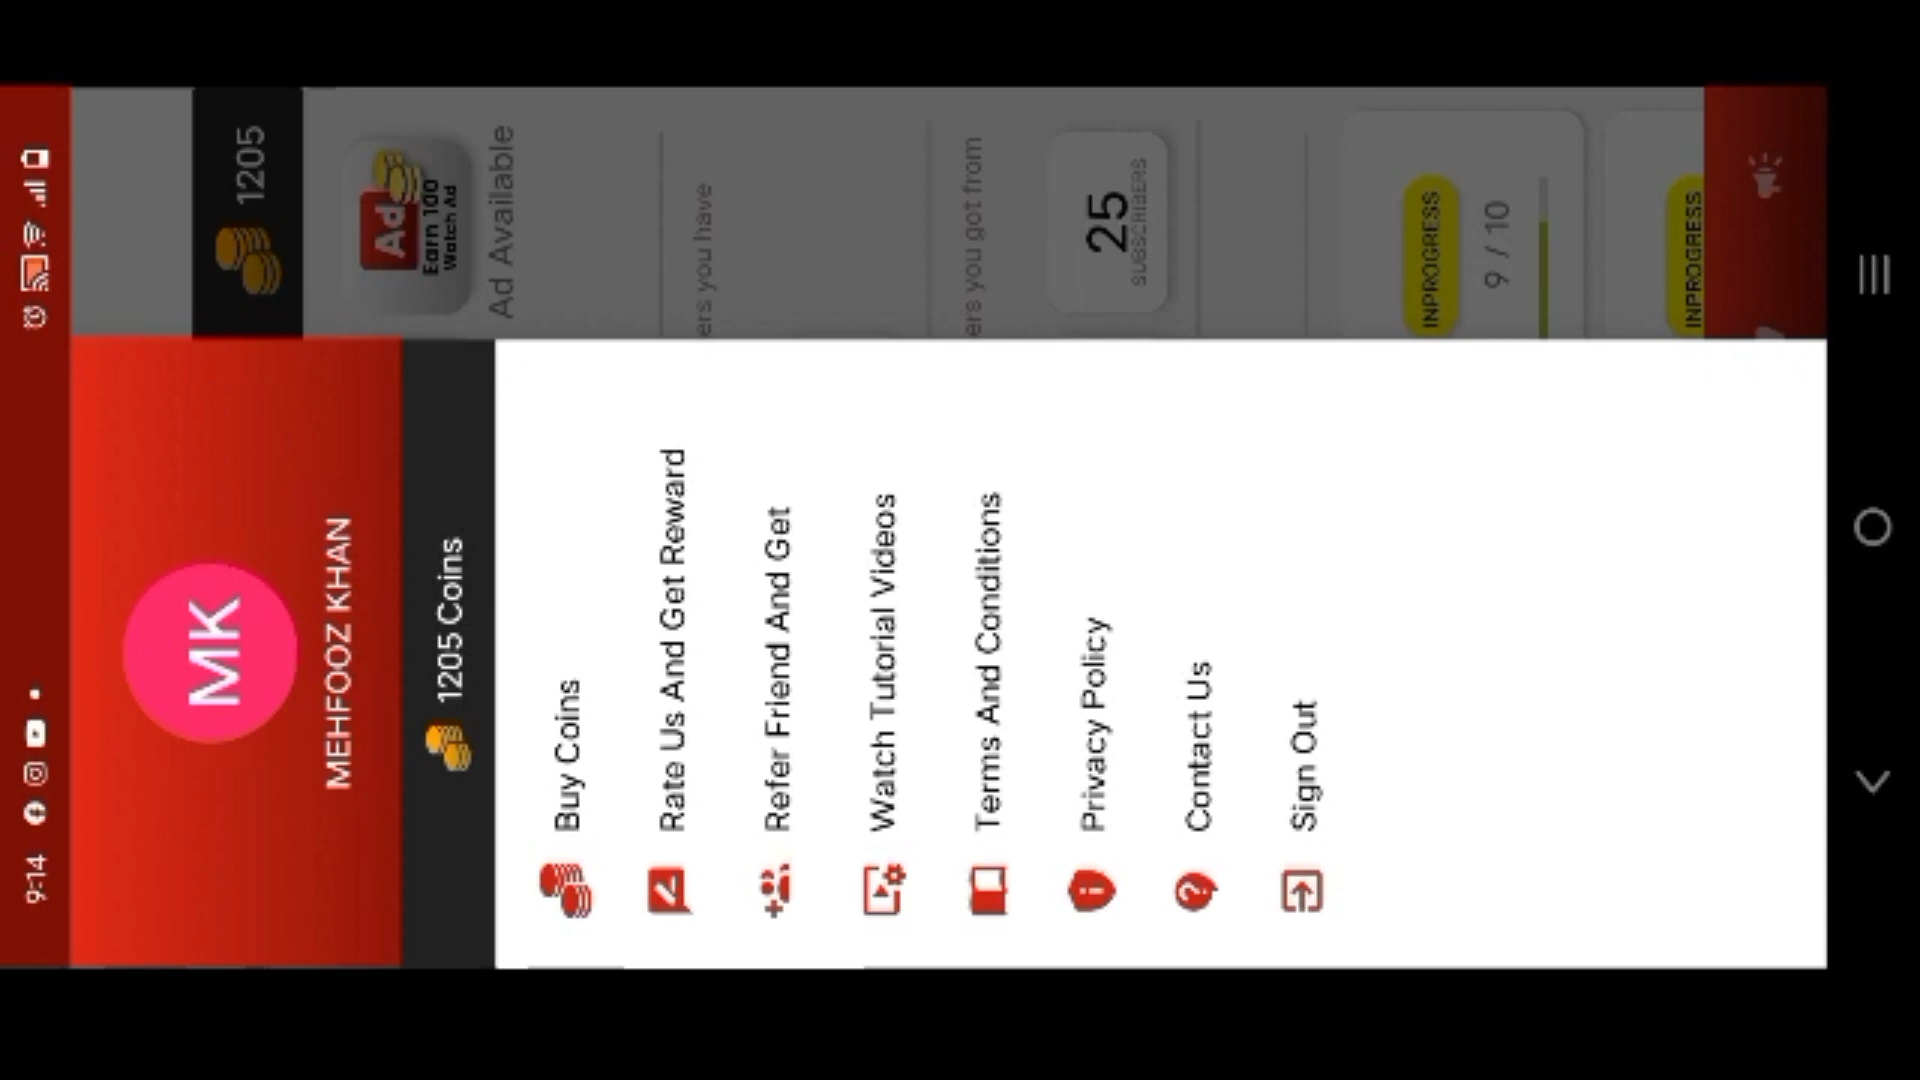 9:14
MK
MEHFOOZ KHAN
1205 Coins
Buy Coins
Rate Us And Get Reward
Refer Friend And Get
Watch Tutorial Videos
Terms And Conditions
Privacy Policy
Contact Us
Sign Out
1205
Ad
Earn 100
Watch Ad
Ad Available
ers you have
ers you got from
25
SUBSCRIBERS
INPROGRESS
9 / 10
INPROGRESS